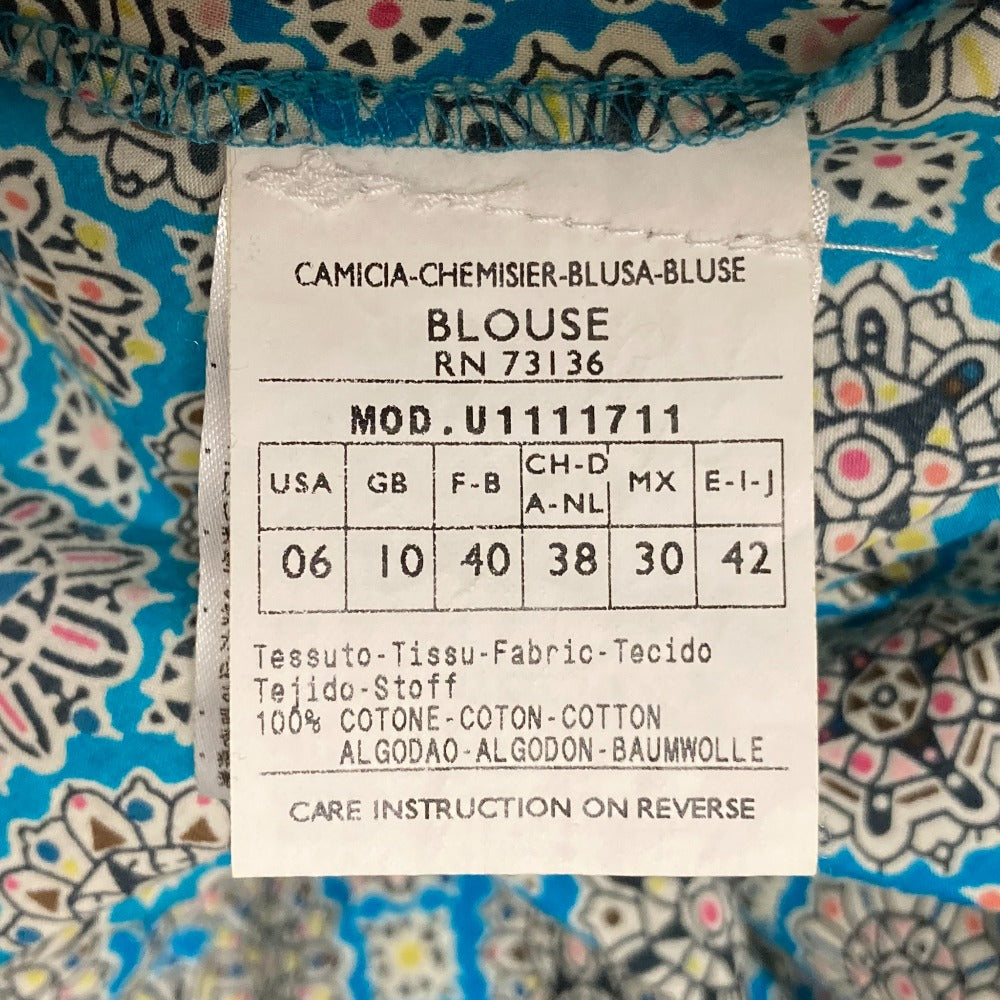 CAMICIA-CHEMISIER-BLUSA-BLUSE
BLOUSE
RN 73136
MOD.U1111711
USA GB F-B CH-D A-NL MX E-I-J
06 10 40 38 30 42
Tessuto-Tissu-Fabric-Tecido
Tejido-Stoff
100% COTONE-COTON-COTTON
ALGODAO-ALGODON-BAUMWOLLE
CARE INSTRUCTION ON REVERSE